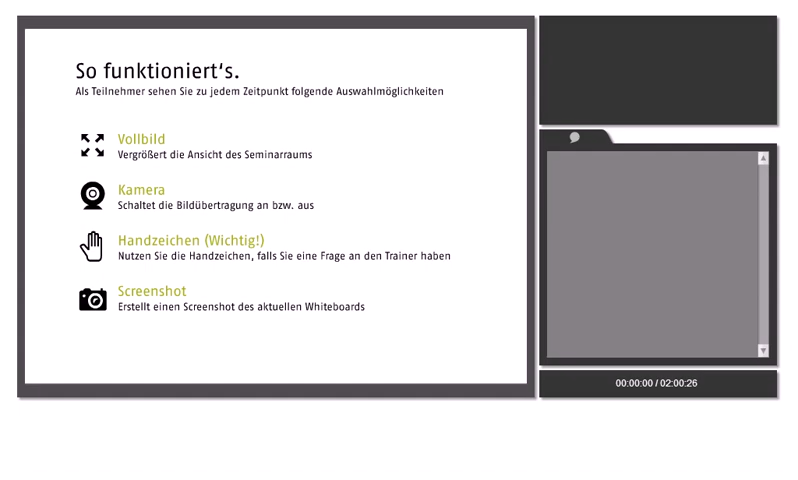 So funktioniert's.
Als Teilnehmer sehen Sie zu jedem Zeitpunkt folgende Auswahlmöglichkeiten
Vollbild
Vergrößert die Ansicht des Seminarraums
Kamera
Schaltet die Bildübertragung an bzw. aus
Handzeichen (Wichtig!)
Nutzen Sie die Handzeichen, falls Sie eine Frage an den Trainer haben
Screenshot
Erstellt einen Screenshot des aktuellen Whiteboards
00:00:00 / 02:00:26